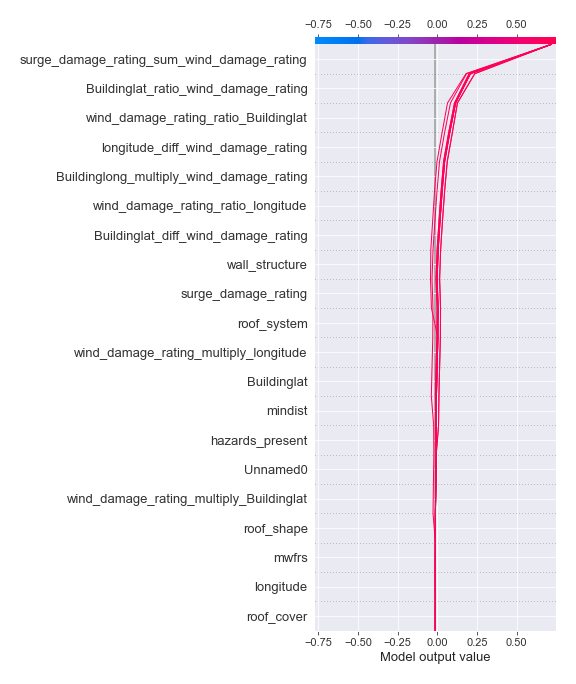 −0.75 −0.50 −0.25 0.00 0.25 0.50
surge_damage_rating_sum_wind_damage_rating
Buildinglat_ratio_wind_damage_rating
wind_damage_rating_ratio_Buildinglat
longitude_diff_wind_damage_rating
Buildinglong_multiply_wind_damage_rating
wind_damage_rating_ratio_longitude
Buildinglat_diff_wind_damage_rating
wall_structure
surge_damage_rating
roof_system
wind_damage_rating_multiply_longitude
Buildinglat
mindist
hazards_present
Unnamed0
wind_damage_rating_multiply_Buildinglat
roof_shape
mwfrs
longitude
roof_cover
−0.75 −0.50 −0.25 0.00 0.25 0.50
Model output value